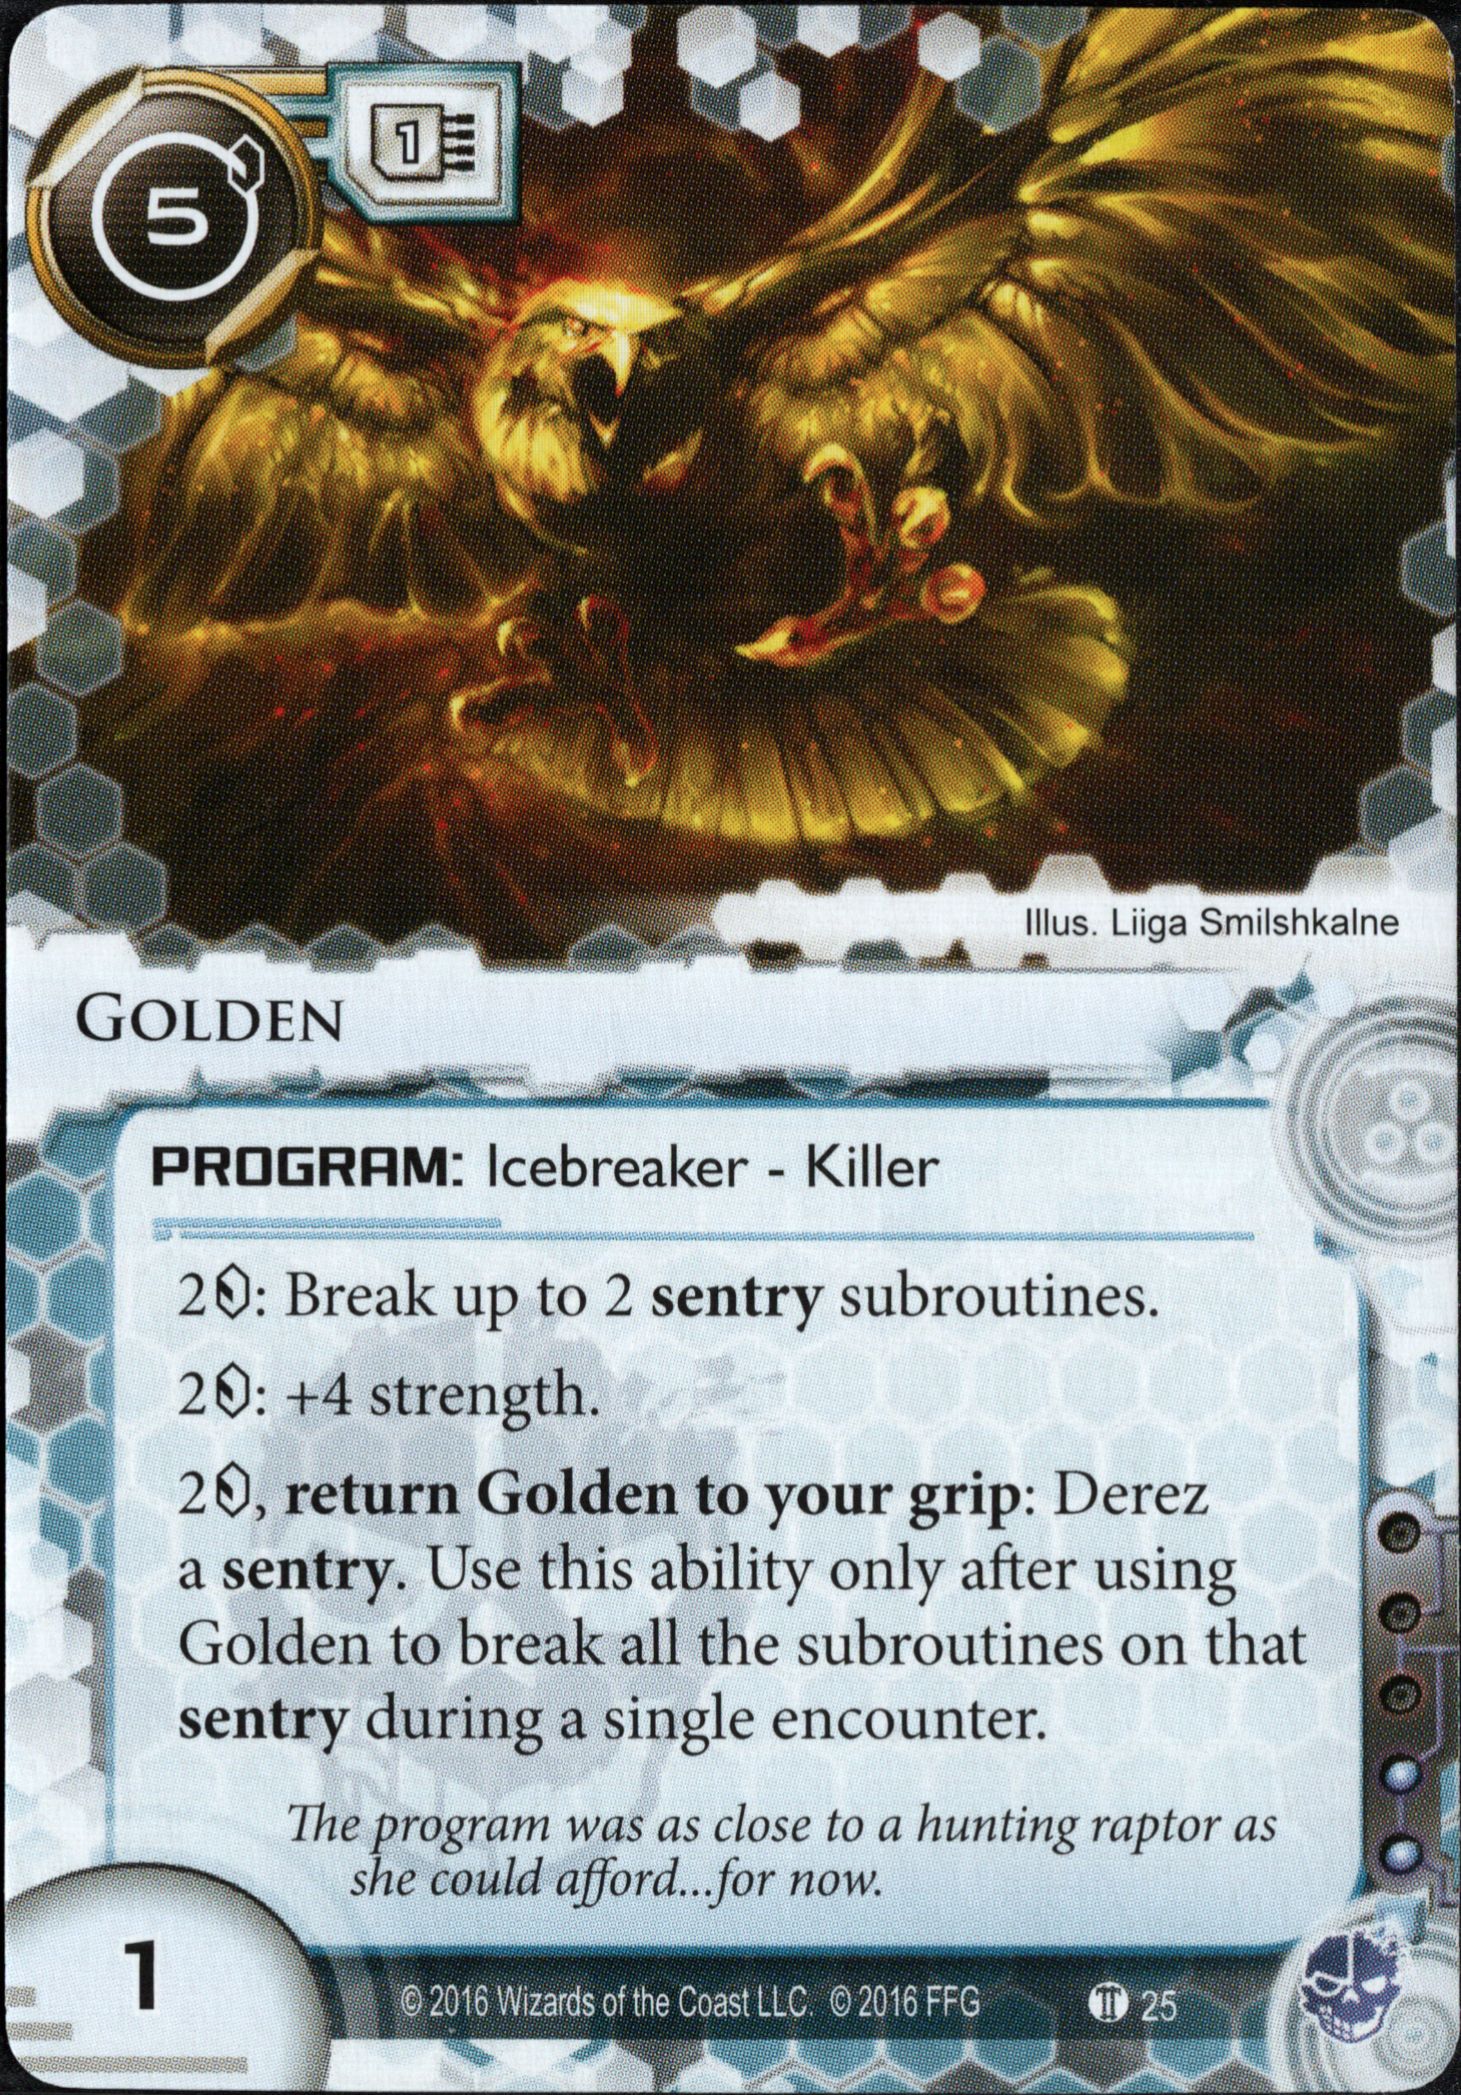 5
1
Illus. Liiga Smilshkalne
GOLDEN
PROGRAM: Icebreaker - Killer
2: Break up to 2 sentry subroutines.
2: +4 strength.
2, return Golden to your grip: Derez
a sentry. Use this ability only after using
Golden to break all the subroutines on that
sentry during a single encounter.
The program was as close to a hunting raptor as
she could afford...for now.
1
© 2016 Wizards of the Coast LLC. © 2016 FFG
25